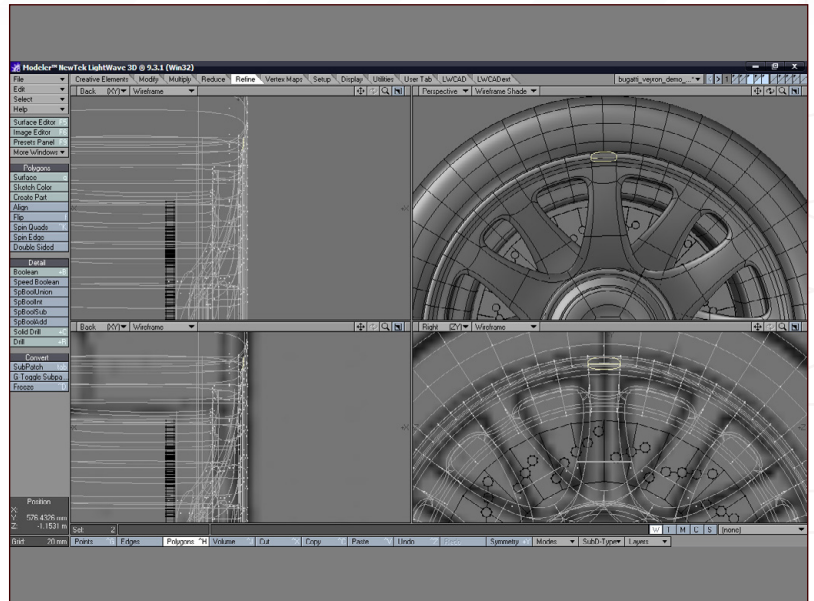 Modeler™ NewTek LightWave 3D @ 9.3.1 (Win32)
File
Creative Elements Modify Multiply Reduce Refine Vertex Maps Setup Display Utilities User Tab LWCAD LWCADext bugatti_veyron_demo_...*
Edit
Back (XY) Wireframe Perspective Wireframe Shade
Select
Help
Surface Editor F5
Image Editor F6
Presets Panel
More Windows
Polygons
Surface
Sketch Color
Create Part
Align
Flip
Spin Quads
Spin Edge
Double Sided
Detail
Boolean
Speed Boolean
SpBoolUnion
SpBoolInt
SpBoolSub
SpBoolAdd
Back (XY) Wireframe Right (ZY) Wireframe
Solid Drill +C
Drill +R
Convert
SubPatch
G Toggle Subpa...
Freeze
Position
X:
Y: 576.4326 mm
Z: -1.1531 m
Sel: 2 W T M C S (none)
Grid: 20 mm Points Edges Polygons ^H Volume Cut Copy Paste Undo Symmetry Modes SubD-Type Layers